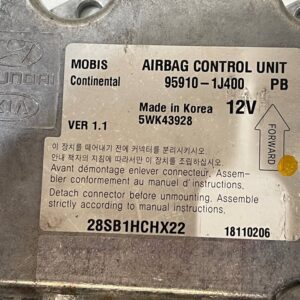 HYUNDAI
KIA
MOBIS
AIRBAG CONTROL UNIT
Continental
95910-1J400 PB
Made in Korea 12V
5WK43928
VER 1.1
FORWARD
이 장치를 떼어내기 전에 커넥터를 분리시키시오.
안내 책자의 지침에 따라 이 장치를 조립하십시오
Avant démontage enlever connecteur. Assem-
bler conformement au manuel d'instructions.
Detach connector before unmounting. Assemble
strictly according to manual instructions.
28SB1HCHX22
18110206